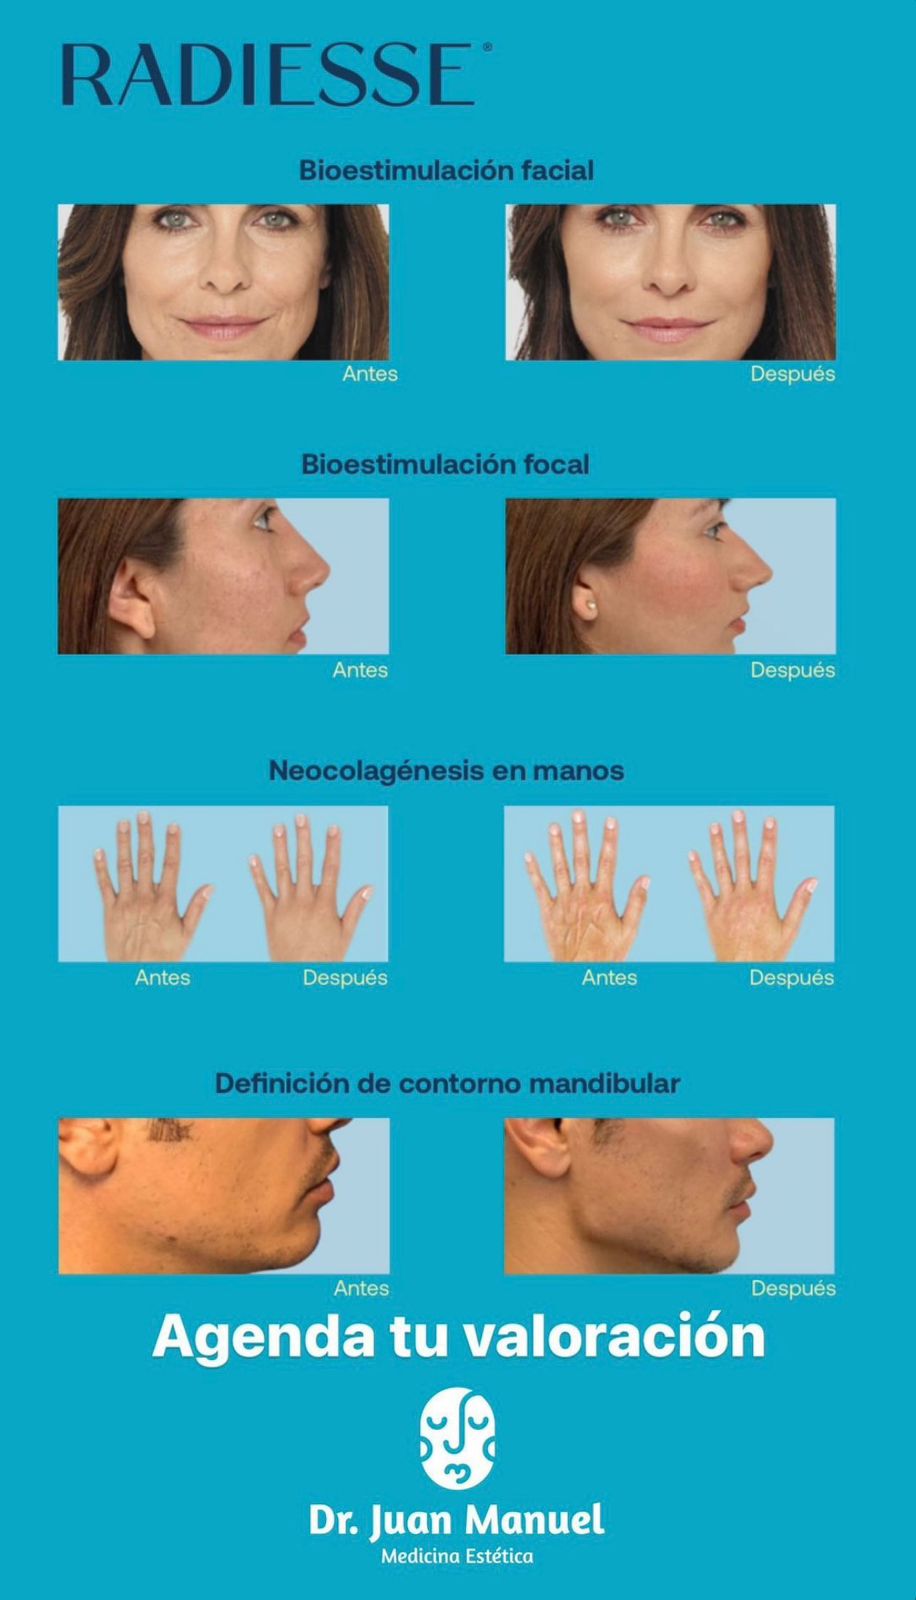 RADIESSE®
Bioestimulación facial
Antes
Después
Bioestimulación focal
Antes
Después
Neocolagénesis en manos
Antes
Después
Antes
Después
Definición de contorno mandibular
Antes
Después
Agenda tu valoración
Dr. Juan Manuel
Medicina Estética